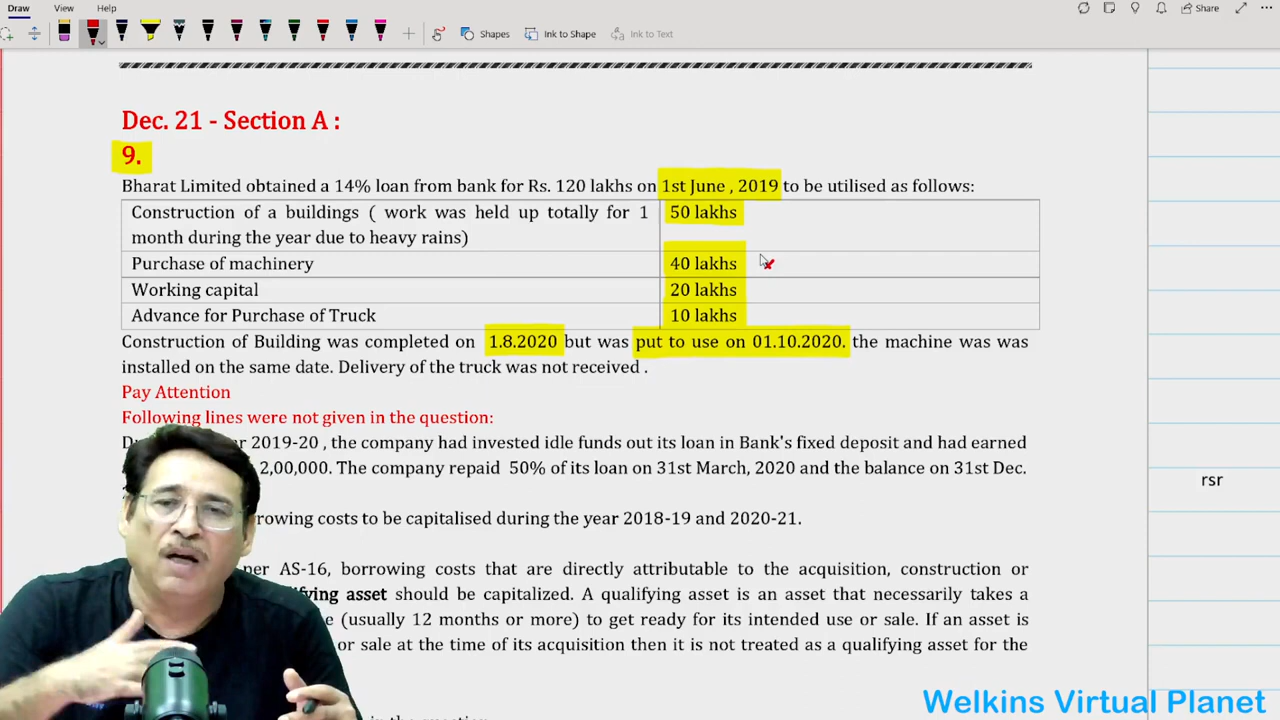 Draw View Help
Share
Shapes Ink to Shape Ink to Text
Dec. 21 - Section A :
9.
Bharat Limited obtained a 14% loan from bank for Rs. 120 lakhs on 1st June , 2019 to be utilised as follows:
Construction of a buildings ( work was held up totally for 1 50 lakhs
month during the year due to heavy rains)
Purchase of machinery 40 lakhs
Working capital 20 lakhs
Advance for Purchase of Truck 10 lakhs
Construction of Building was completed on 1.8.2020 but was put to use on 01.10.2020. the machine was was
installed on the same date. Delivery of the truck was not received .
Pay Attention
Following lines were not given in the question:
2019-20 , the company had invested idle funds out its loan in Bank's fixed deposit and had earned
2,00,000. The company repaid 50% of its loan on 31st March, 2020 and the balance on 31st Dec.
rsr
costs to be capitalised during the year 2018-19 and 2020-21.
per AS-16, borrowing costs that are directly attributable to the acquisition, construction or
asset should be capitalized. A qualifying asset is an asset that necessarily takes a
(usually 12 months or more) to get ready for its intended use or sale. If an asset is
or sale at the time of its acquisition then it is not treated as a qualifying asset for the
Welkins Virtual Planet
in the question